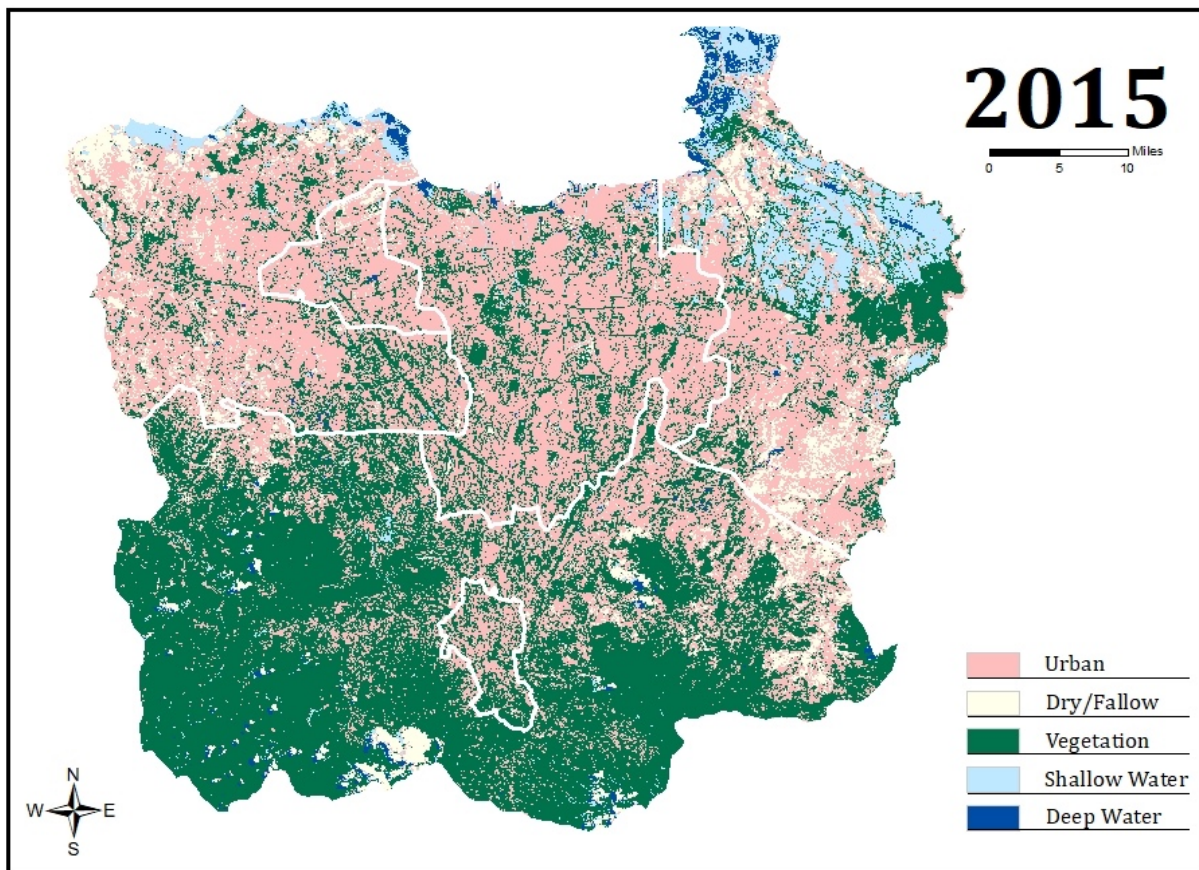 2015
Miles
0 5 10
Urban
Dry/Fallow
Vegetation
Shallow Water
Deep Water
N
W E
S